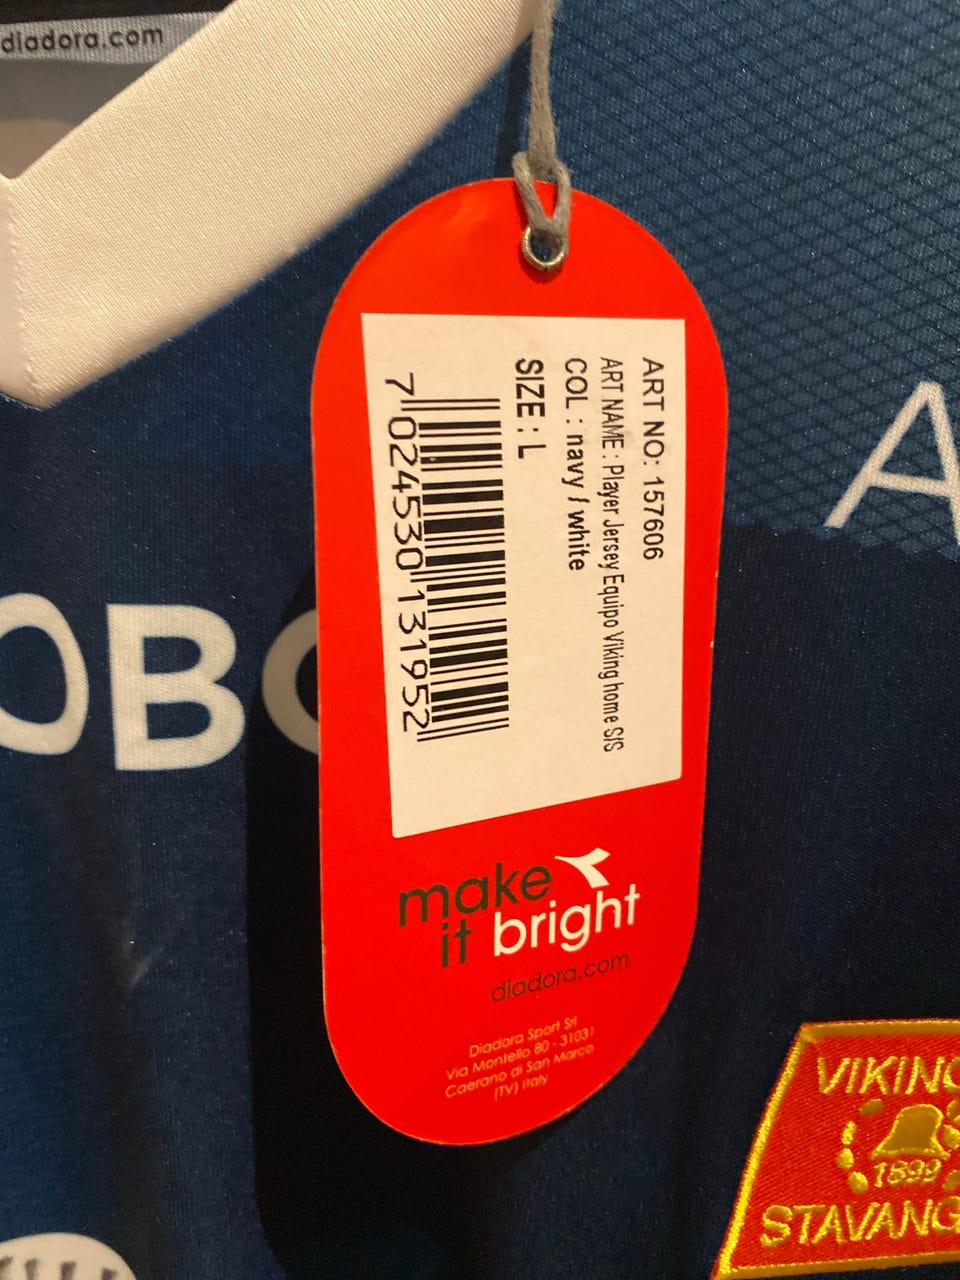 diadora.com
ART NO: 157606
ART NAME : Player Jersey Equipo Viking home S/S
COL : navy / white
SIZE : L
7 024530 131952
make
it bright
diadora.com
Diadora Sport Srl
Via Montello 80 - 31031
Caerano di San Marco
(TV) Italy
A
OBO
VIKING
1899
STAVANG